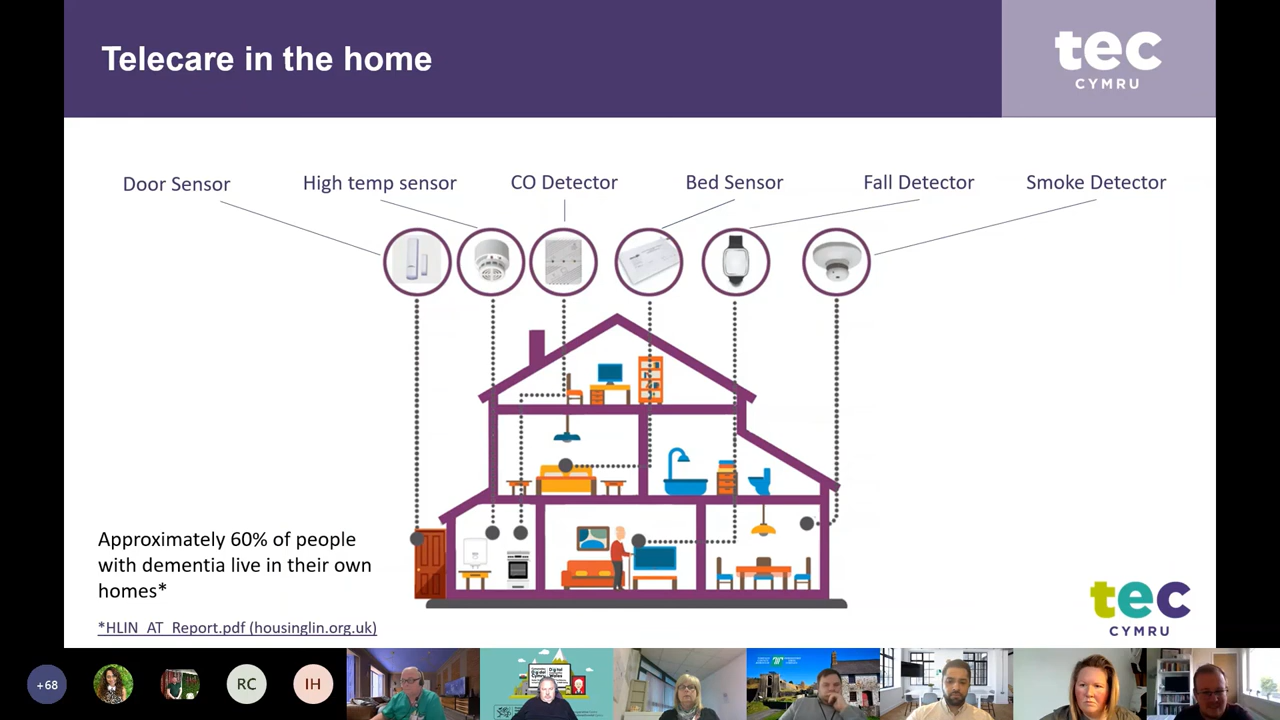 Telecare in the home
tec
CYMRU
Door Sensor
High temp sensor
CO Detector
Bed Sensor
Fall Detector
Smoke Detector
Approximately 60% of people
with dementia live in their own
homes*
*HLIN_AT_Report.pdf (housinglin.org.uk)
tec
CYMRU
+68
RC
IH